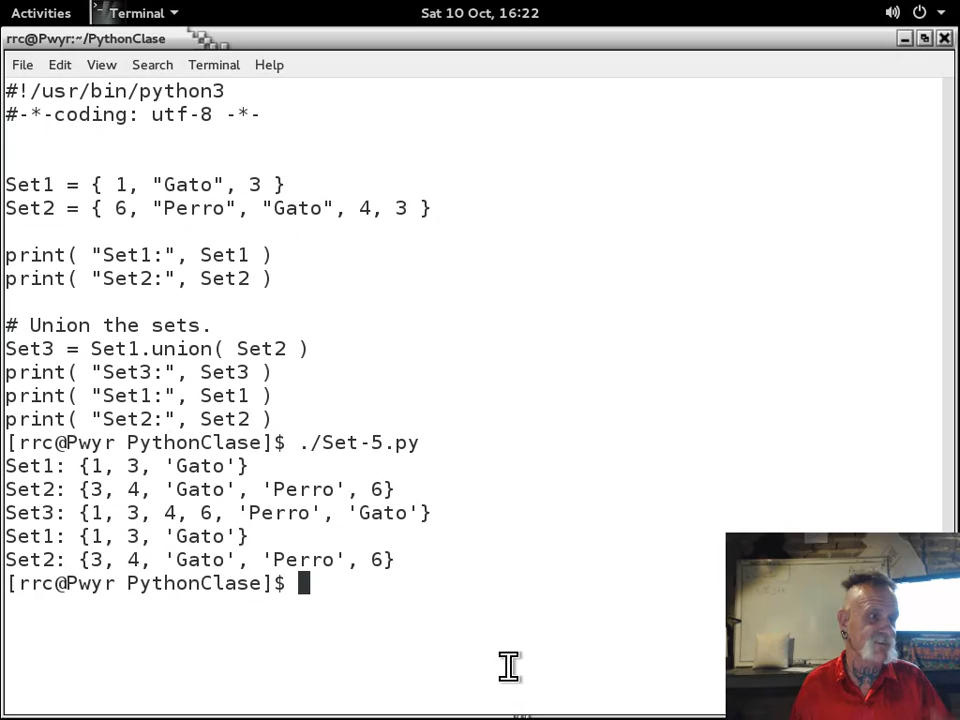 Activities
Terminal
Sat 10 Oct, 16:22
rrc@Pwyr:~/PythonClase
File Edit View Search Terminal Help
#!/usr/bin/python3
#-*-coding: utf-8 -*-
Set1 = { 1, "Gato", 3 }
Set2 = { 6, "Perro", "Gato", 4, 3 }
print( "Set1:", Set1 )
print( "Set2:", Set2 )
# Union the sets.
Set3 = Set1.union( Set2 )
print( "Set3:", Set3 )
print( "Set1:", Set1 )
print( "Set2:", Set2 )
[rrc@Pwyr PythonClase]$ ./Set-5.py
Set1: {1, 3, 'Gato'}
Set2: {3, 4, 'Gato', 'Perro', 6}
Set3: {1, 3, 4, 6, 'Perro', 'Gato'}
Set1: {1, 3, 'Gato'}
Set2: {3, 4, 'Gato', 'Perro', 6}
[rrc@Pwyr PythonClase]$